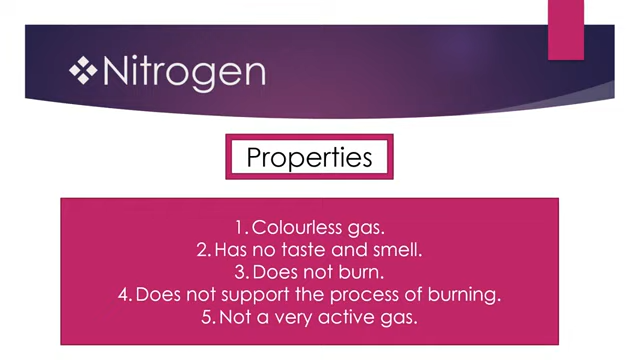 ❖Nitrogen
Properties
1. Colourless gas.
2. Has no taste and smell.
3. Does not burn.
4. Does not support the process of burning.
5. Not a very active gas.